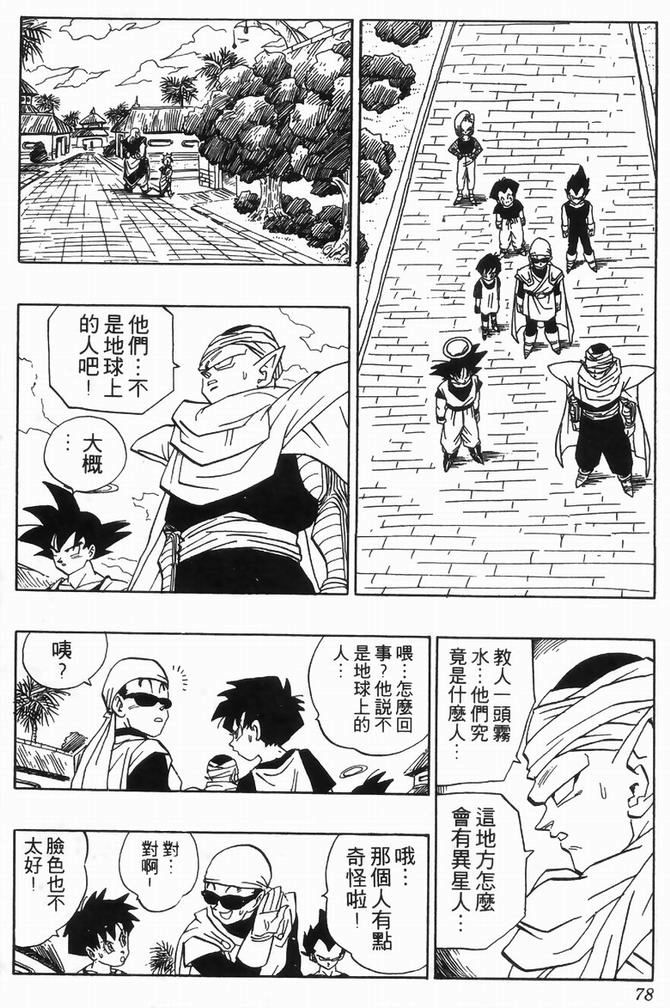 他們…不
是地球上
的人吧！
大概
…
教人一頭霧
水…他們究
竟是什麼人…
這地方怎麼
會有異星人…
喂…怎麼回
事？他說不
是地球上的
人…
咦？
哦…
那個人有點
奇怪啦！
對…
對啊！
臉色也不
太好！
78